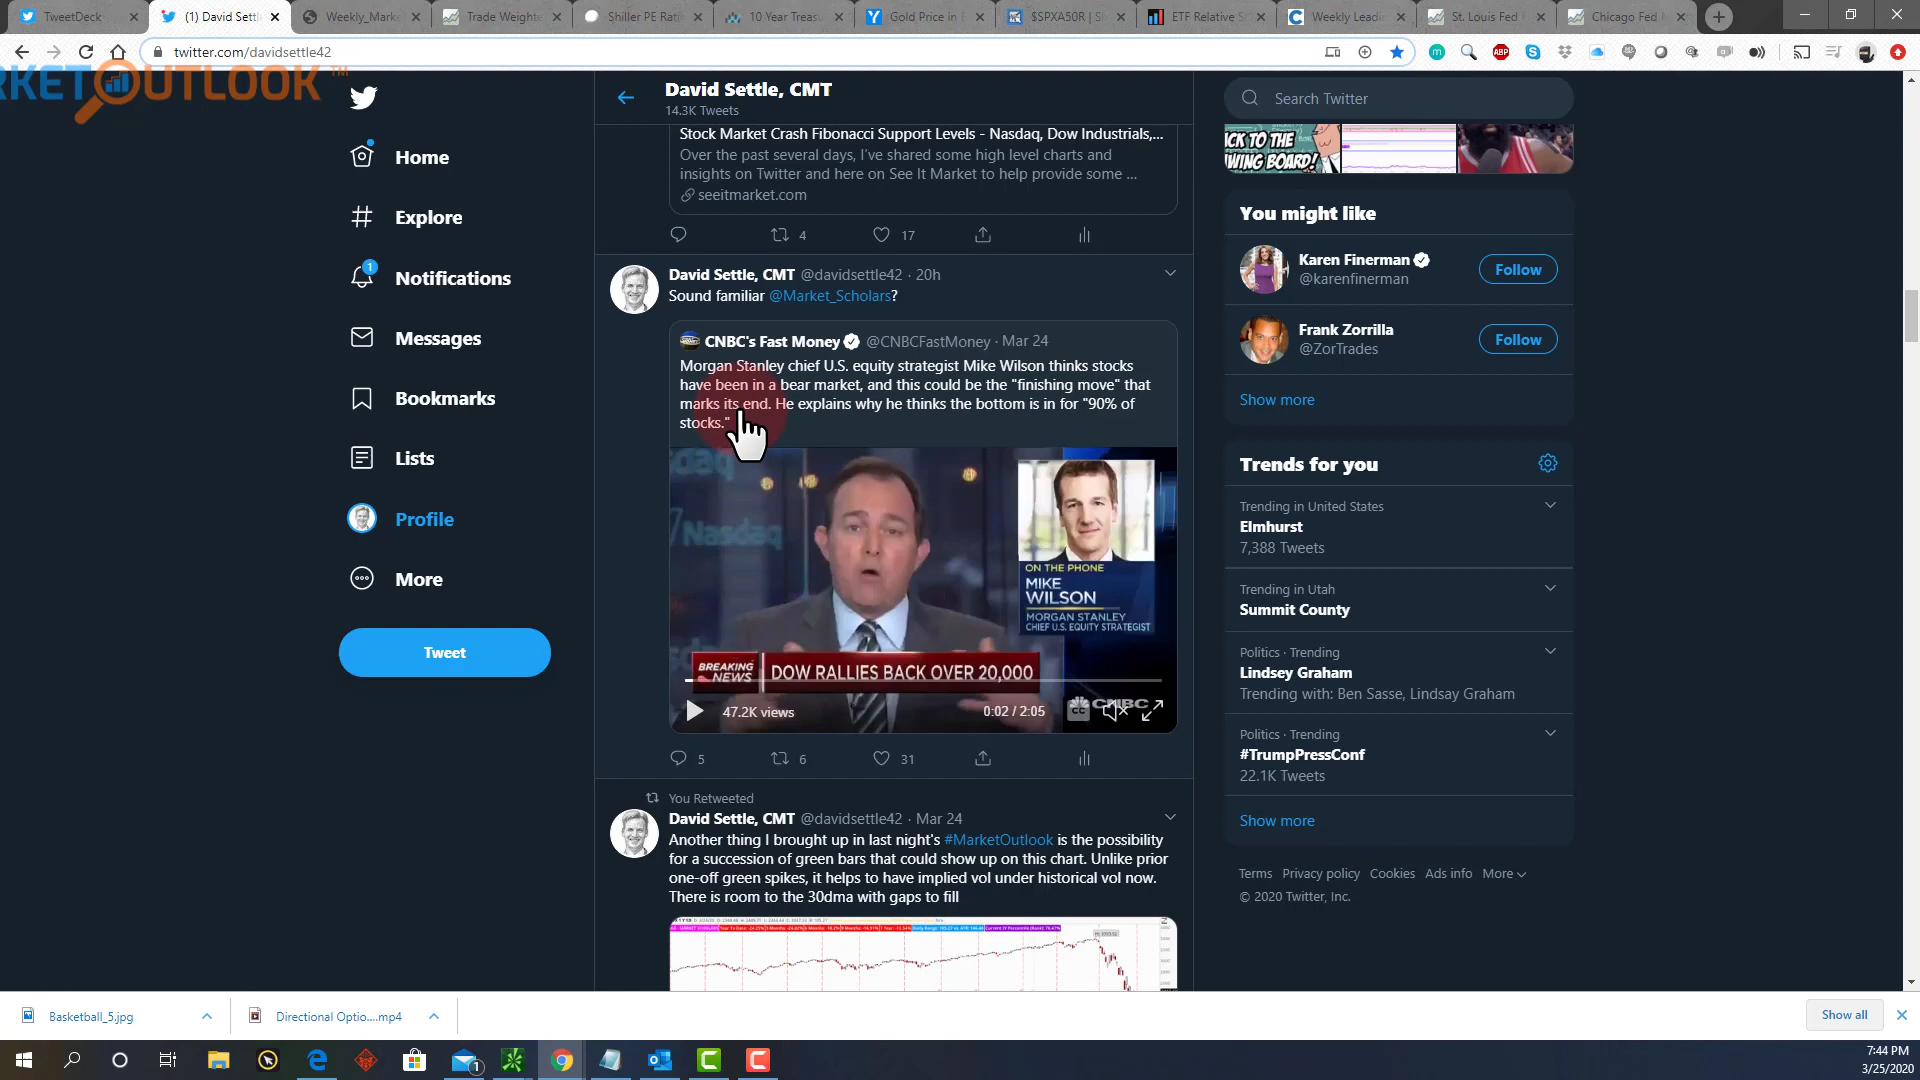 TweetDeck
(1) David Settl
Weekly_Mark
Trade Weighte
Shiller PE Rati
10 Year Treasu
Gold Price in
$SPXA50R | S
ETF Relative S
Weekly Leadi
St. Louis Fed
Chicago Fed
twitter.com/davidsettle42
RKETOUTLOOK™
Home
Explore
1
Notifications
Messages
Bookmarks
Lists
Profile
More
Tweet
David Settle, CMT
14.3K Tweets
Stock Market Crash Fibonacci Support Levels - Nasdaq, Dow Industrials,...
Over the past several days, I've shared some high level charts and
insights on Twitter and here on See It Market to help provide some ...
seeitmarket.com
4 17
David Settle, CMT @davidsettle42 · 20h
Sound familiar @Market_Scholars?
CNBC's Fast Money @CNBCFastMoney · Mar 24
Morgan Stanley chief U.S. equity strategist Mike Wilson thinks stocks
have been in a bear market, and this could be the "finishing move" that
marks its end. He explains why he thinks the bottom is in for "90% of
stocks."
Nasdaq
ON THE PHONE
MIKE
WILSON
MORGAN STANLEY
CHIEF U.S. EQUITY STRATEGIST
BREAKING
NEWS
DOW RALLIES BACK OVER 20,000
CNBC
47.2K views
0:02 / 2:05
CC
5 6 31
You Retweeted
David Settle, CMT @davidsettle42 · Mar 24
Another thing I brought up in last night's #MarketOutlook is the possibility
for a succession of green bars that could show up on this chart. Unlike prior
one-off green spikes, it helps to have implied vol under historical vol now.
There is room to the 30dma with gaps to fill
Search Twitter
CK TO THE
WING BOARD!
You might like
Karen Finerman
@karenfinerman
Follow
Frank Zorrilla
@ZorTrades
Follow
Show more
Trends for you
Trending in United States
Elmhurst
7,388 Tweets
Trending in Utah
Summit County
Politics · Trending
Lindsey Graham
Trending with: Ben Sasse, Lindsay Graham
Politics · Trending
#TrumpPressConf
22.1K Tweets
Show more
Terms Privacy policy Cookies Ads info More
© 2020 Twitter, Inc.
Basketball_5.jpg
Directional Optio....mp4
Show all
7:44 PM
3/25/2020